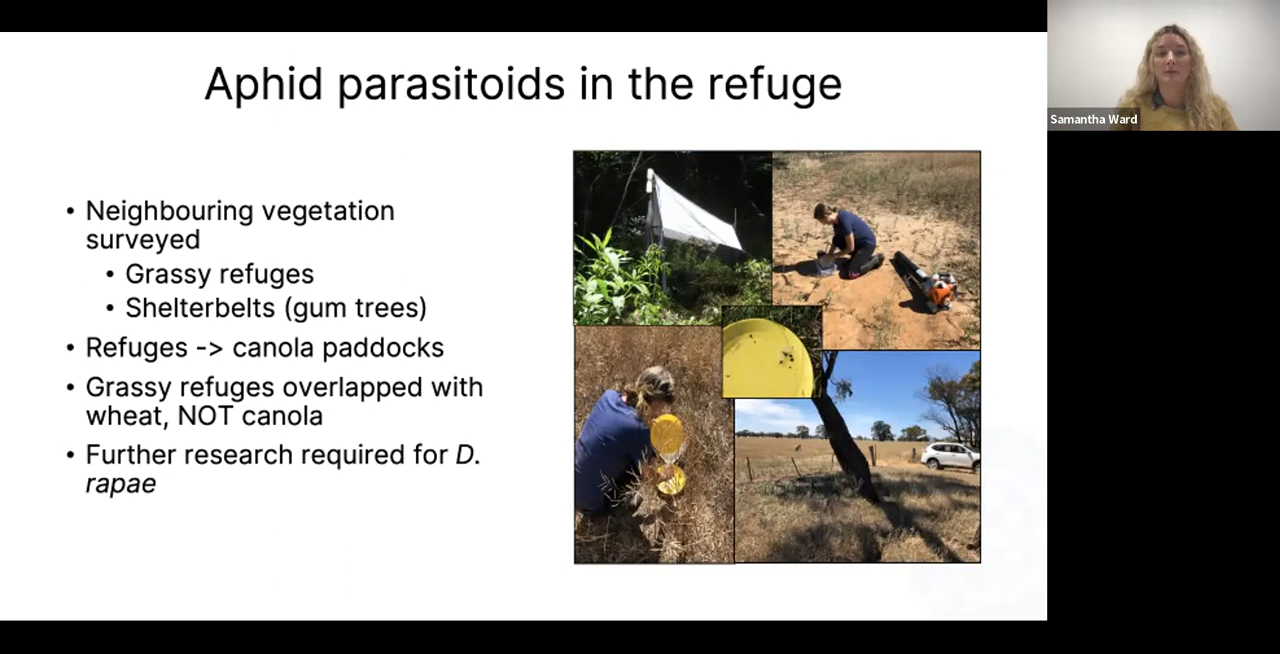 Aphid parasitoids in the refuge
Samantha Ward
• Neighbouring vegetation
surveyed
• Grassy refuges
• Shelterbelts (gum trees)
• Refuges -> canola paddocks
• Grassy refuges overlapped with
wheat, NOT canola
• Further research required for D.
rapae